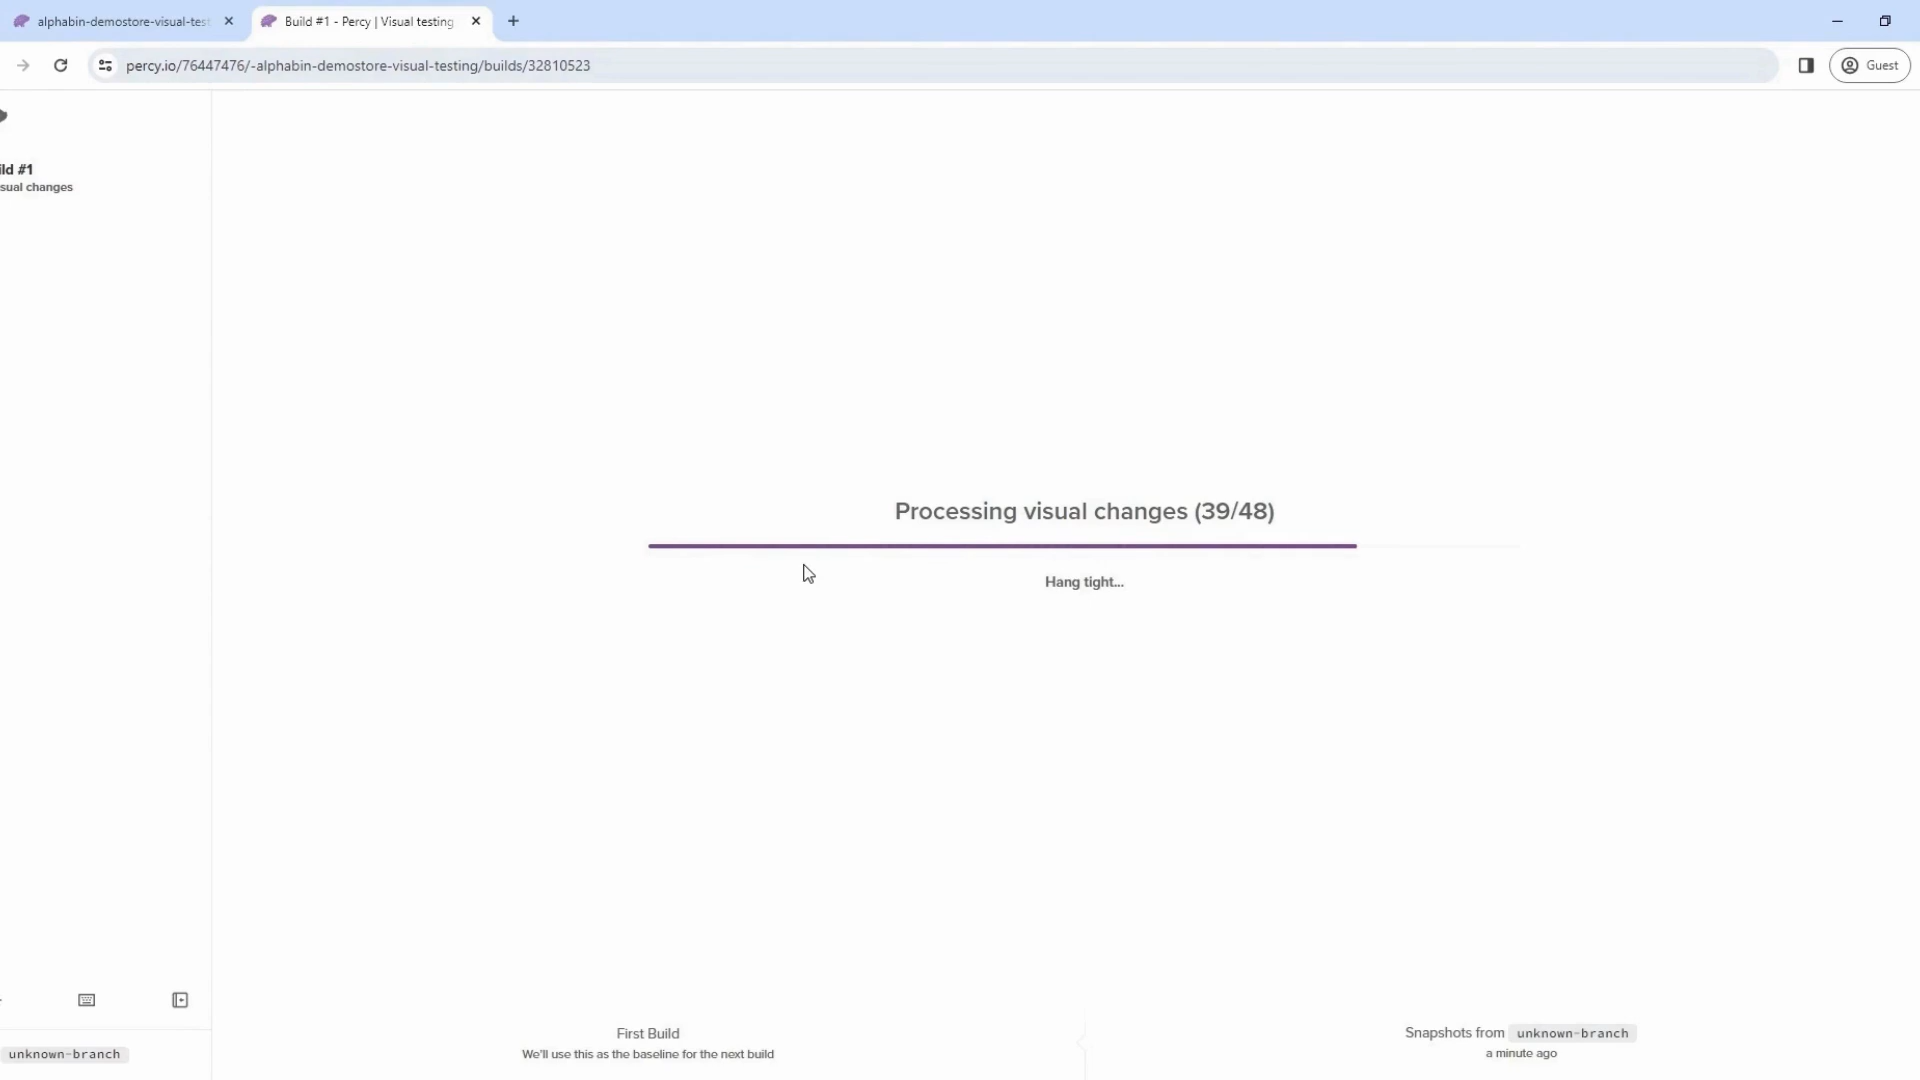 alphabin-demostore-visual-test
Build #1 - Percy | Visual testing
percy.io/76447476/-alphabin-demostore-visual-testing/builds/32810523
Guest
ild #1
sual changes
Processing visual changes (39/48)
Hang tight...
First Build
We'll use this as the baseline for the next build
Snapshots from unknown-branch
a minute ago
unknown-branch